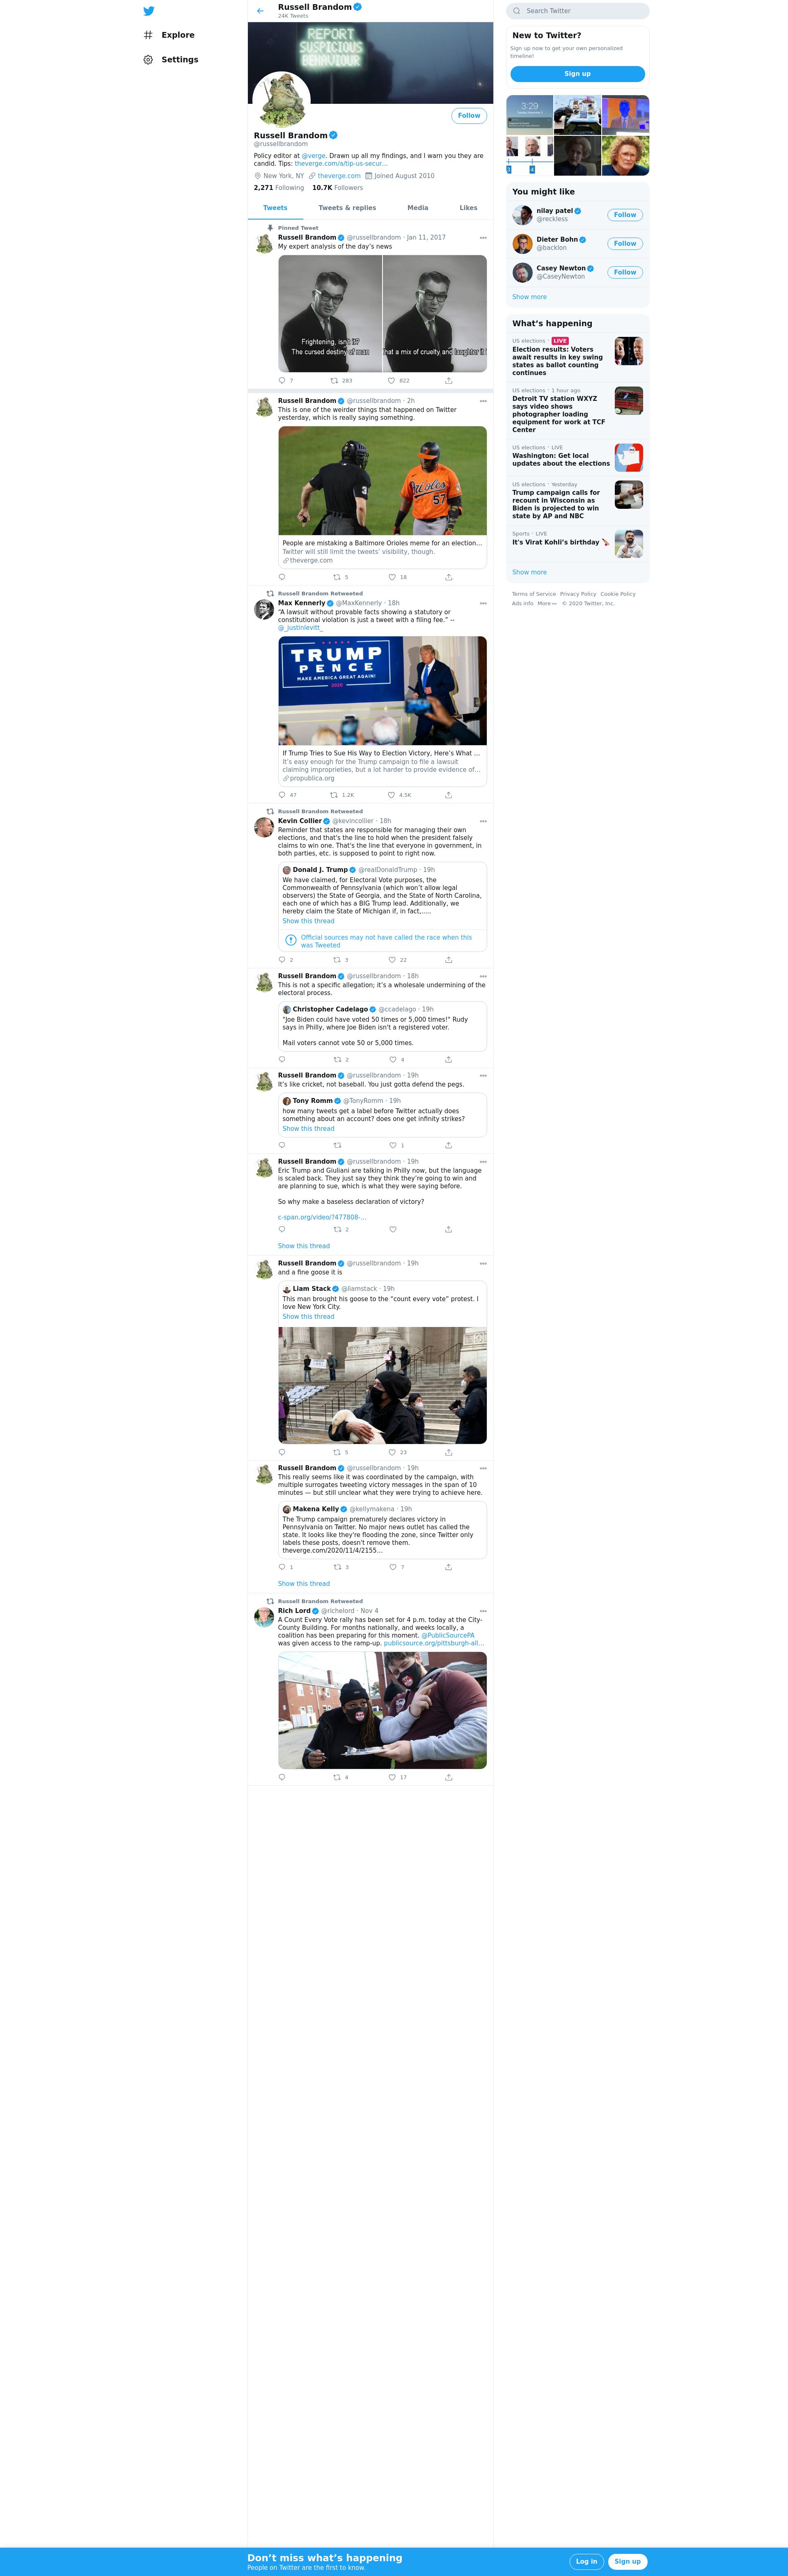 Explore
Settings
Russell Brandom
24K Tweets
REPORT
SUSPICIOUS
BEHAVIOUR
Follow
Russell Brandom
@russellbrandom
Policy editor at @verge. Drawn up all my findings, and I warn you they are
candid. Tips: theverge.com/a/tip-us-secur…
New York, NY theverge.com Joined August 2010
2,271 Following 10.7K Followers
Tweets Tweets & replies Media Likes
Pinned Tweet
Russell Brandom @russellbrandom · Jan 11, 2017
My expert analysis of the day's news
Frightening, isn't it?
The cursed destiny of man
hat a mix of cruelty and laughter it i
7 283 822
Russell Brandom @russellbrandom · 2h
This is one of the weirder things that happened on Twitter
yesterday, which is really saying something.
Orioles
57
People are mistaking a Baltimore Orioles meme for an election…
Twitter will still limit the tweets' visibility, though.
theverge.com
5 18
Russell Brandom Retweeted
Max Kennerly @MaxKennerly · 18h
"A lawsuit without provable facts showing a statutory or
constitutional violation is just a tweet with a filing fee." --
@_justinlevitt_
TRUMP
PENCE
MAKE AMERICA GREAT AGAIN!
2020
If Trump Tries to Sue His Way to Election Victory, Here's What …
It's easy enough for the Trump campaign to file a lawsuit
claiming improprieties, but a lot harder to provide evidence of…
propublica.org
47 1.2K 4.5K
Russell Brandom Retweeted
Kevin Collier @kevincollier · 18h
Reminder that states are responsible for managing their own
elections, and that's the line to hold when the president falsely
claims to win one. That's the line that everyone in government, in
both parties, etc. is supposed to point to right now.
Donald J. Trump @realDonaldTrump · 19h
We have claimed, for Electoral Vote purposes, the
Commonwealth of Pennsylvania (which won't allow legal
observers) the State of Georgia, and the State of North Carolina,
each one of which has a BIG Trump lead. Additionally, we
hereby claim the State of Michigan if, in fact,.....
Show this thread
Official sources may not have called the race when this
was Tweeted
2 3 22
Russell Brandom @russellbrandom · 18h
This is not a specific allegation; it's a wholesale undermining of the
electoral process.
Christopher Cadelago @ccadelago · 19h
"Joe Biden could have voted 50 times or 5,000 times!" Rudy
says in Philly, where Joe Biden isn't a registered voter.
Mail voters cannot vote 50 or 5,000 times.
2 4
Russell Brandom @russellbrandom · 19h
It's like cricket, not baseball. You just gotta defend the pegs.
Tony Romm @TonyRomm · 19h
how many tweets get a label before Twitter actually does
something about an account? does one get infinity strikes?
Show this thread
1
Russell Brandom @russellbrandom · 19h
Eric Trump and Giuliani are talking in Philly now, but the language
is scaled back. They just say they think they're going to win and
are planning to sue, which is what they were saying before.
So why make a baseless declaration of victory?
c-span.org/video/?477808-…
2
Show this thread
Russell Brandom @russellbrandom · 19h
and a fine goose it is
Liam Stack @liamstack · 19h
This man brought his goose to the "count every vote" protest. I
love New York City.
Show this thread
5 23
Russell Brandom @russellbrandom · 19h
This really seems like it was coordinated by the campaign, with
multiple surrogates tweeting victory messages in the span of 10
minutes — but still unclear what they were trying to achieve here.
Makena Kelly @kellymakena · 19h
The Trump campaign prematurely declares victory in
Pennsylvania on Twitter. No major news outlet has called the
state. It looks like they're flooding the zone, since Twitter only
labels these posts, doesn't remove them.
theverge.com/2020/11/4/2155…
1 3 7
Show this thread
Russell Brandom Retweeted
Rich Lord @richelord · Nov 4
A Count Every Vote rally has been set for 4 p.m. today at the City-
County Building. For months nationally, and weeks locally, a
coalition has been preparing for this moment. @PublicSourcePA
was given access to the ramp-up. publicsource.org/pittsburgh-all…
4 17
Search Twitter
New to Twitter?
Sign up now to get your own personalized
timeline!
Sign up
3:29
3 4
You might like
nilay patel
@reckless
Follow
Dieter Bohn
@backlon
Follow
Casey Newton
@CaseyNewton
Follow
Show more
What's happening
US elections · LIVE
Election results: Voters
await results in key swing
states as ballot counting
continues
US elections · 1 hour ago
Detroit TV station WXYZ
says video shows
photographer loading
equipment for work at TCF
Center
US elections · LIVE
Washington: Get local
updates about the elections
US elections · Yesterday
Trump campaign calls for
recount in Wisconsin as
Biden is projected to win
state by AP and NBC
Sports · LIVE
It's Virat Kohli's birthday 🏏
Show more
Terms of Service Privacy Policy Cookie Policy
Ads info More ••• © 2020 Twitter, Inc.
Don't miss what's happening
People on Twitter are the first to know.
Log in
Sign up